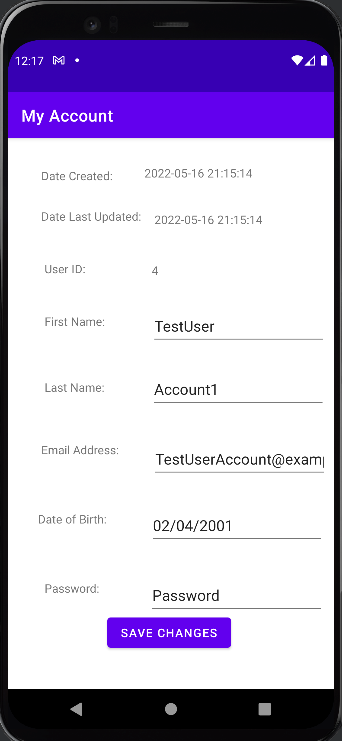 12:17
My Account
Date Created: 2022-05-16 21:15:14
Date Last Updated: 2022-05-16 21:15:14
User ID: 4
First Name: TestUser
Last Name: Account1
Email Address: TestUserAccount@examp
Date of Birth: 02/04/2001
Password: Password
SAVE CHANGES